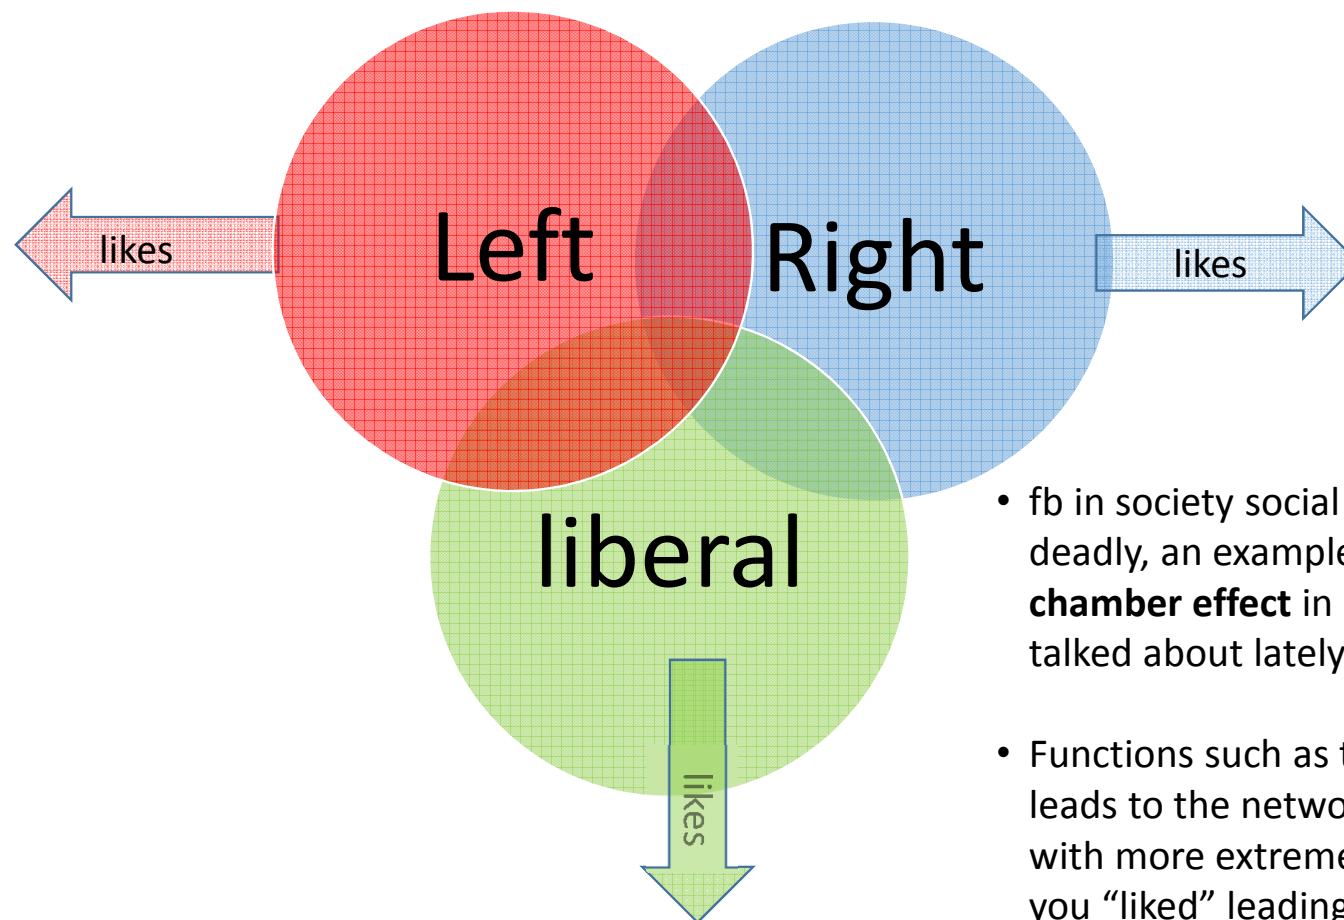 likes
Left
Right
likes
liberal
likes
• fb in society social
deadly, an example
chamber effect in
talked about lately
• Functions such as
leads to the netwo
with more extreme
you “liked” leading